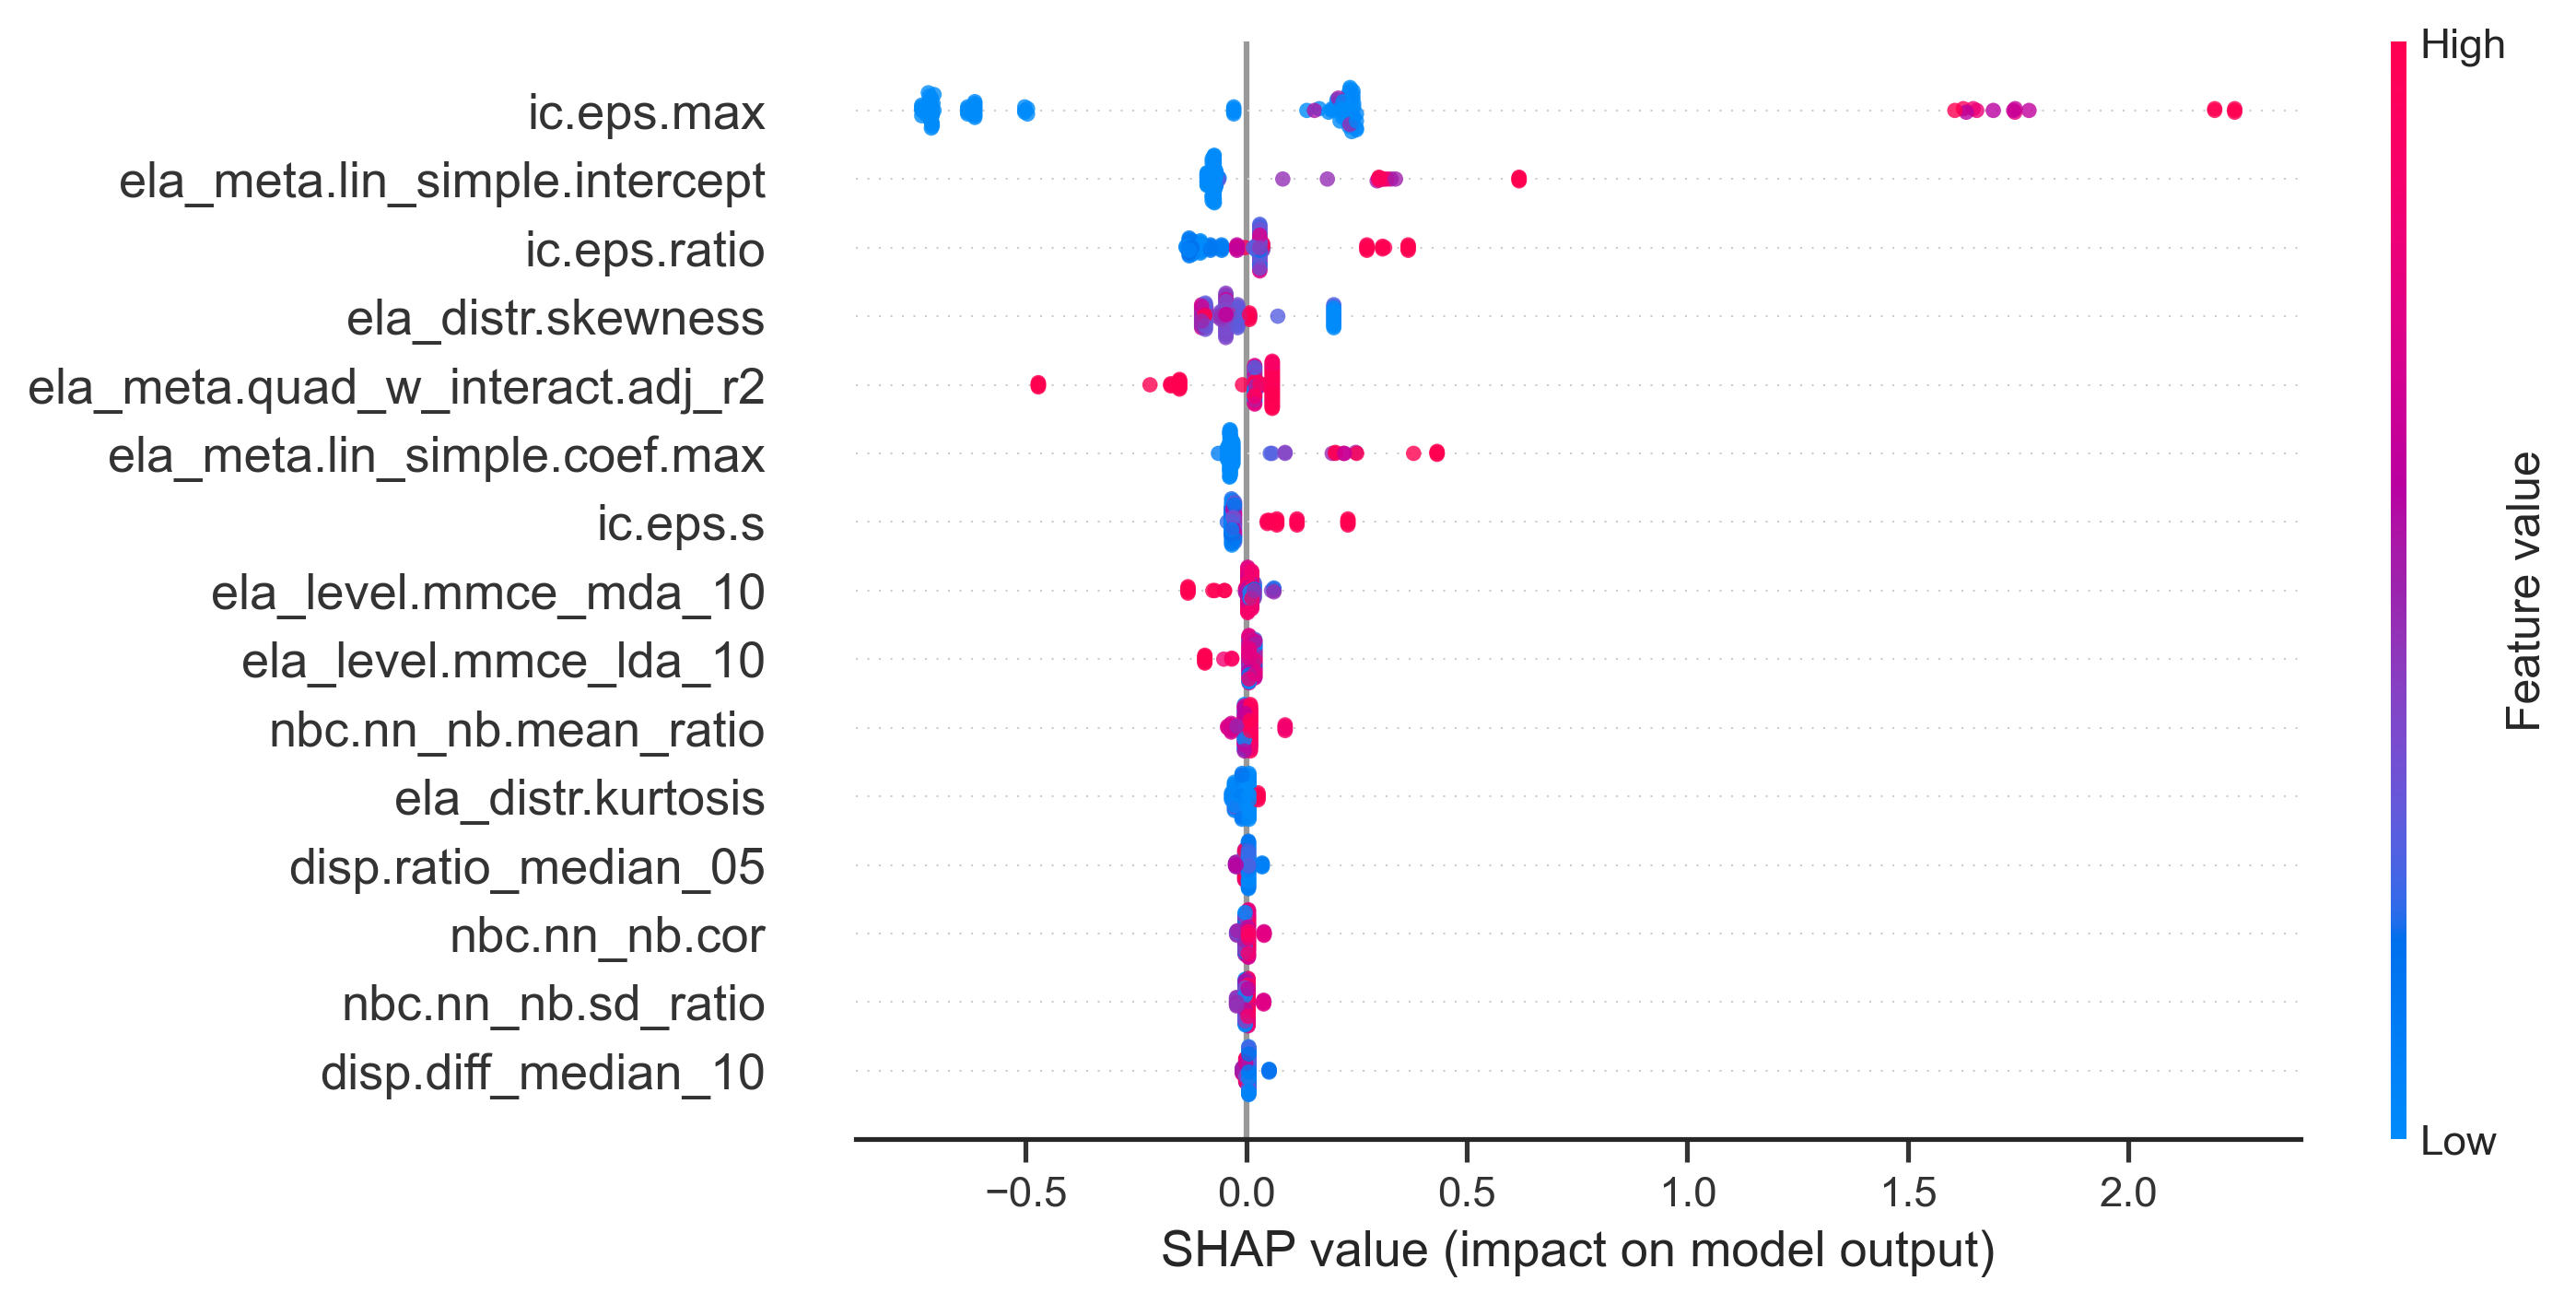 High
ic.eps.max
ela_meta.lin_simple.intercept
ic.eps.ratio
ela_distr.skewness
ela_meta.quad_w_interact.adj_r2
ela_meta.lin_simple.coef.max
ic.eps.s
ela_level.mmce_mda_10
ela_level.mmce_lda_10
nbc.nn_nb.mean_ratio
ela_distr.kurtosis
disp.ratio_median_05
nbc.nn_nb.cor
nbc.nn_nb.sd_ratio
disp.diff_median_10
Feature value
Low
−0.5 0.0 0.5 1.0 1.5 2.0
SHAP value (impact on model output)